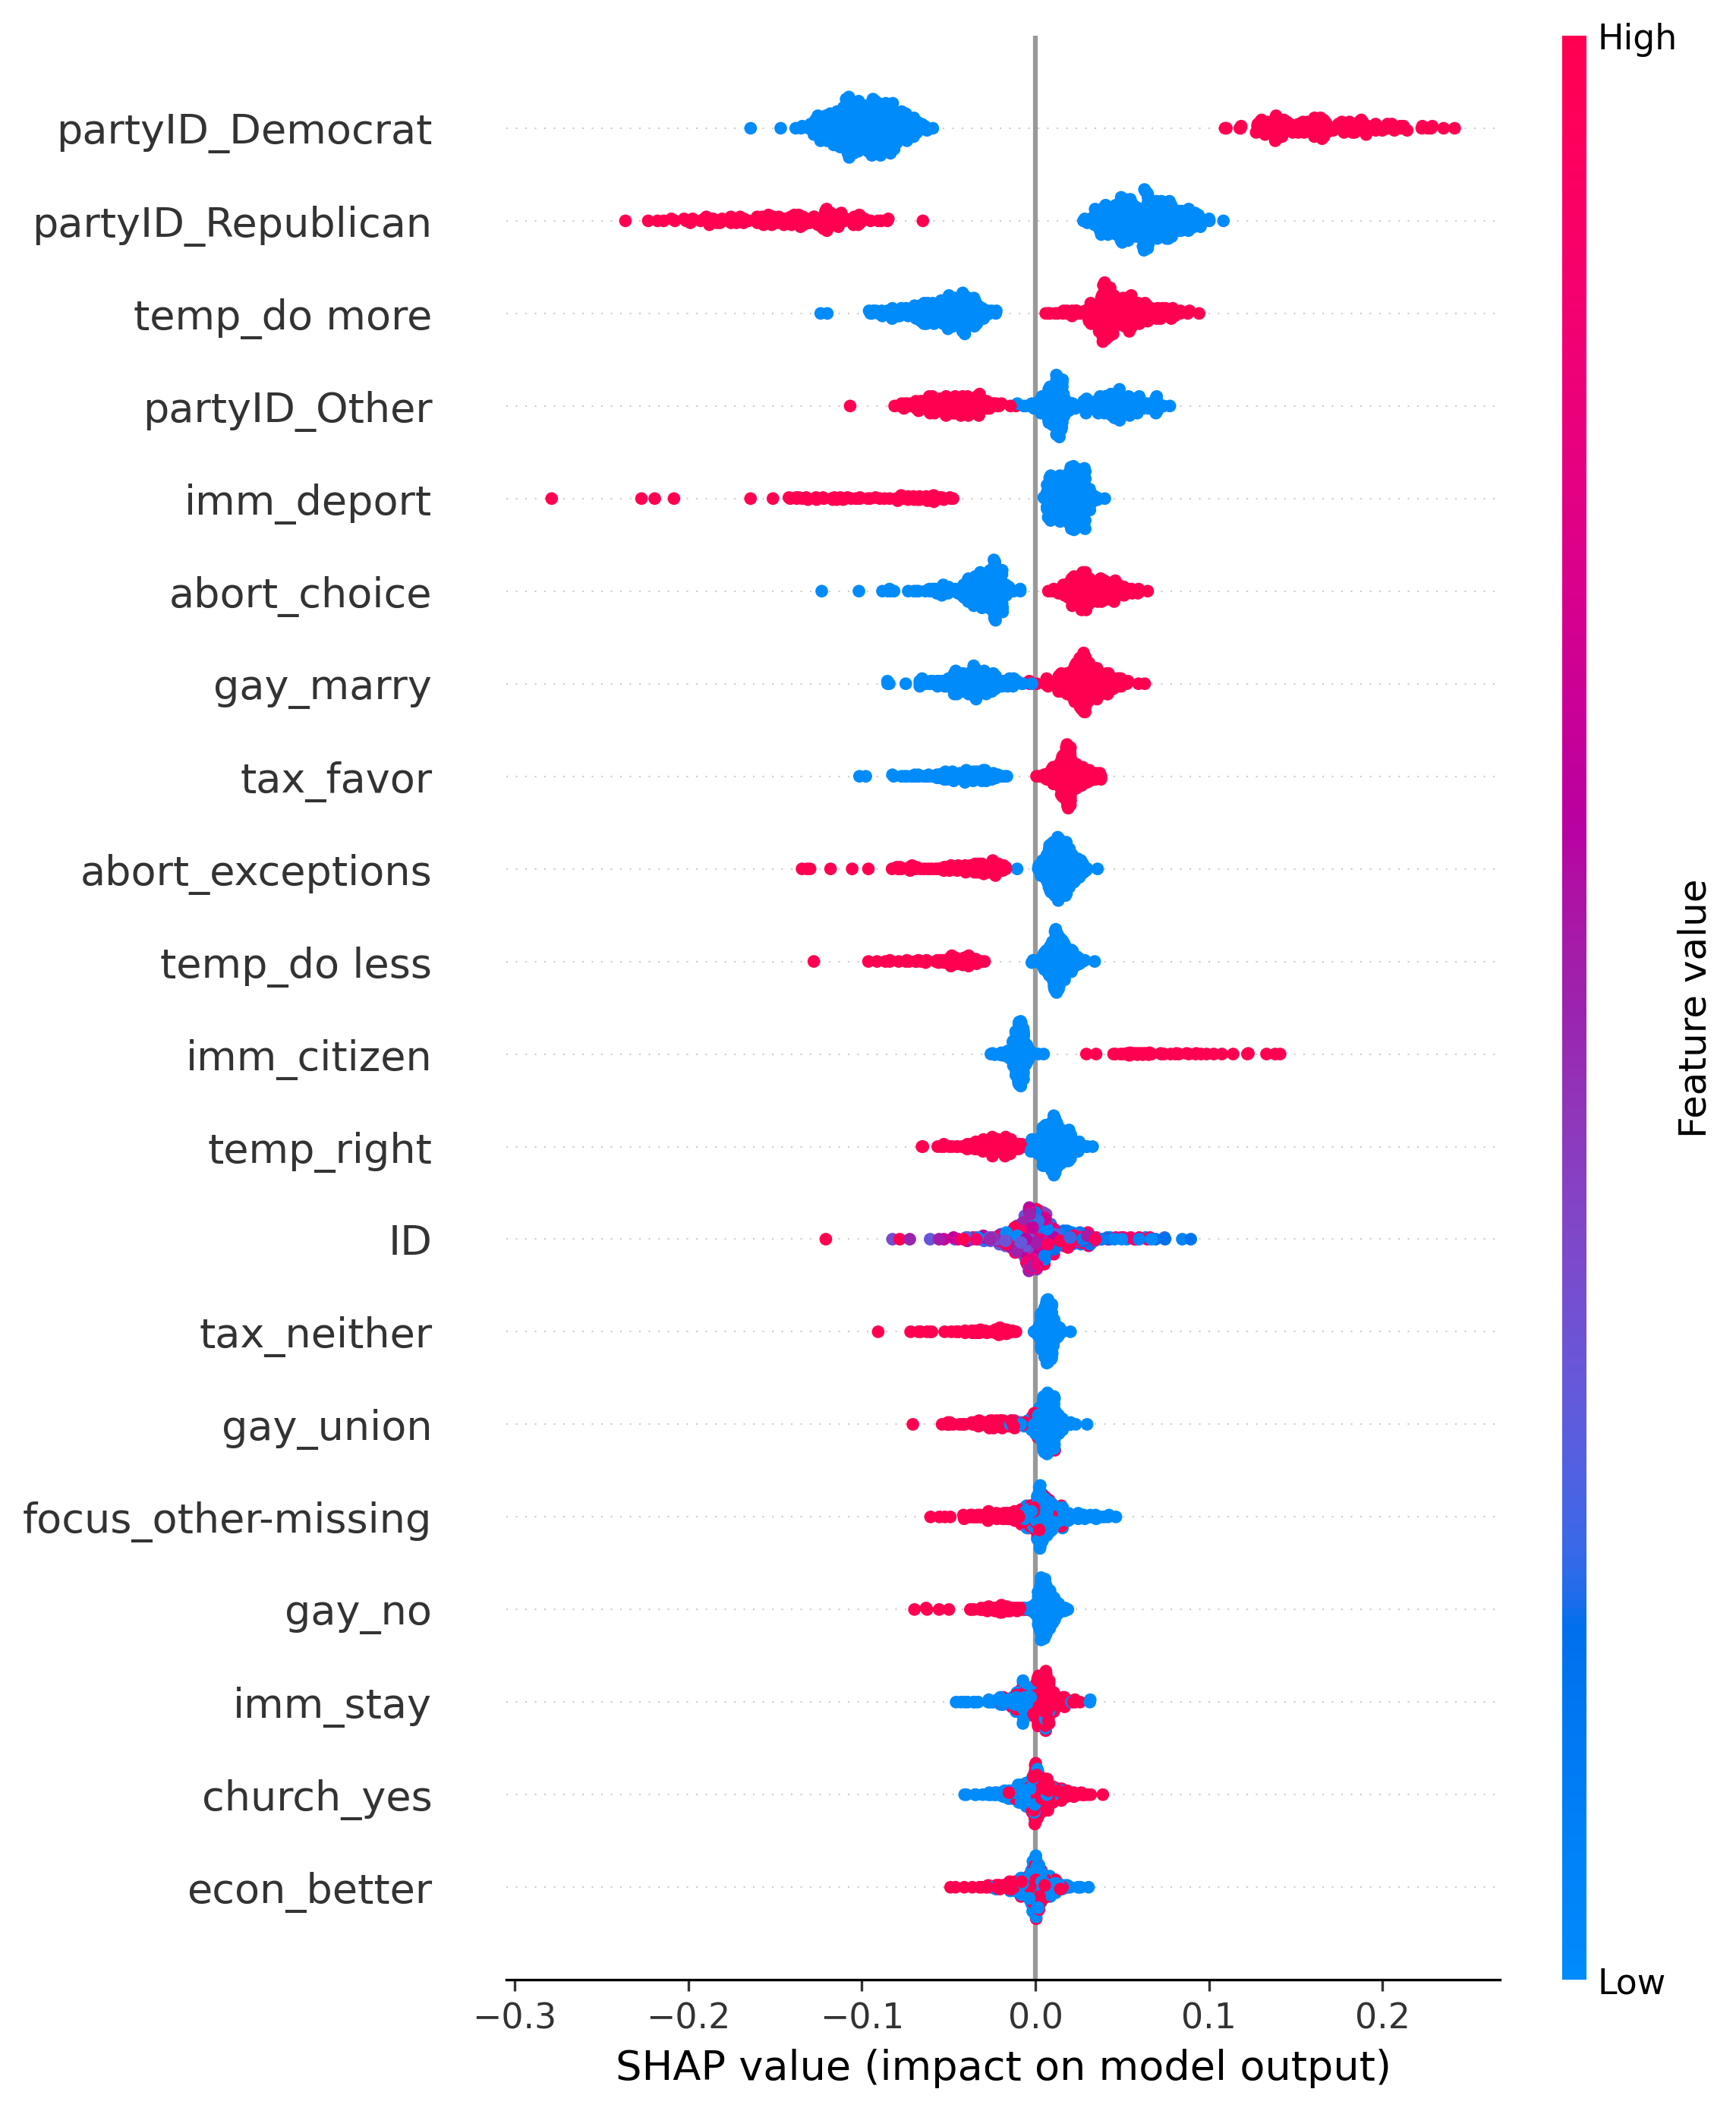 High
partyID_Democrat
partyID_Republican
temp_do more
partyID_Other
imm_deport
abort_choice
gay_marry
tax_favor
abort_exceptions
temp_do less
imm_citizen
temp_right
ID
tax_neither
gay_union
focus_other-missing
gay_no
imm_stay
church_yes
econ_better
Feature value
Low
−0.3 −0.2 −0.1 0.0 0.1 0.2
SHAP value (impact on model output)